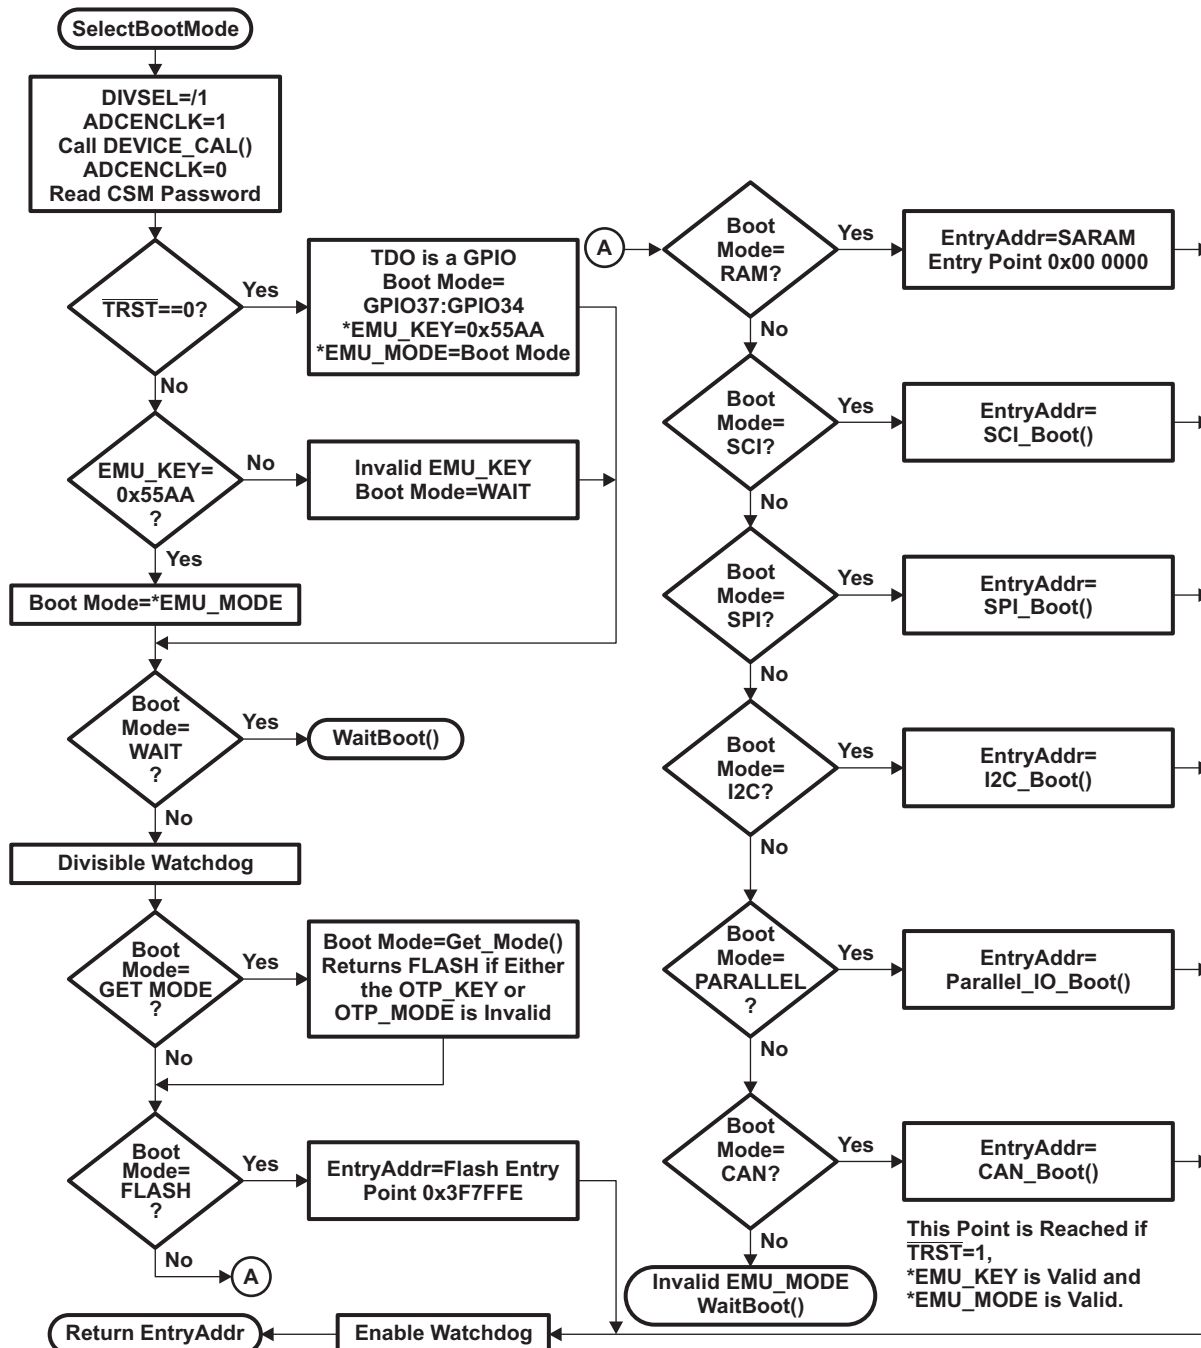 SelectBootMode
DIVSEL=/1
ADCENCLK=1
Call DEVICE_CAL()
ADCENCLK=0
Read CSM Password
TRST==0?
Yes
TDO is a GPIO
Boot Mode=
GPIO37:GPIO34
*EMU_KEY=0x55AA
*EMU_MODE=Boot Mode
No
EMU_KEY=
0x55AA
?
No
Invalid EMU_KEY
Boot Mode=WAIT
Yes
Boot Mode=*EMU_MODE
Boot
Mode=
WAIT
?
Yes
WaitBoot()
No
Divisible Watchdog
Boot
Mode=
GET MODE
?
Yes
Boot Mode=Get_Mode()
Returns FLASH if Either
the OTP_KEY or
OTP_MODE is Invalid
No
Boot
Mode=
FLASH
?
Yes
EntryAddr=Flash Entry
Point 0x3F7FFE
No
A
A
Boot
Mode=
RAM?
Yes
EntryAddr=SARAM
Entry Point 0x00 0000
No
Boot
Mode=
SCI?
Yes
EntryAddr=
SCI_Boot()
No
Boot
Mode=
SPI?
Yes
EntryAddr=
SPI_Boot()
No
Boot
Mode=
I2C?
Yes
EntryAddr=
I2C_Boot()
No
Boot
Mode=
PARALLEL
?
Yes
EntryAddr=
Parallel_IO_Boot()
No
Boot
Mode=
CAN?
Yes
EntryAddr=
CAN_Boot()
No
Invalid EMU_MODE
WaitBoot()
This Point is Reached if
TRST=1,
*EMU_KEY is Valid and
*EMU_MODE is Valid.
Enable Watchdog
Return EntryAddr